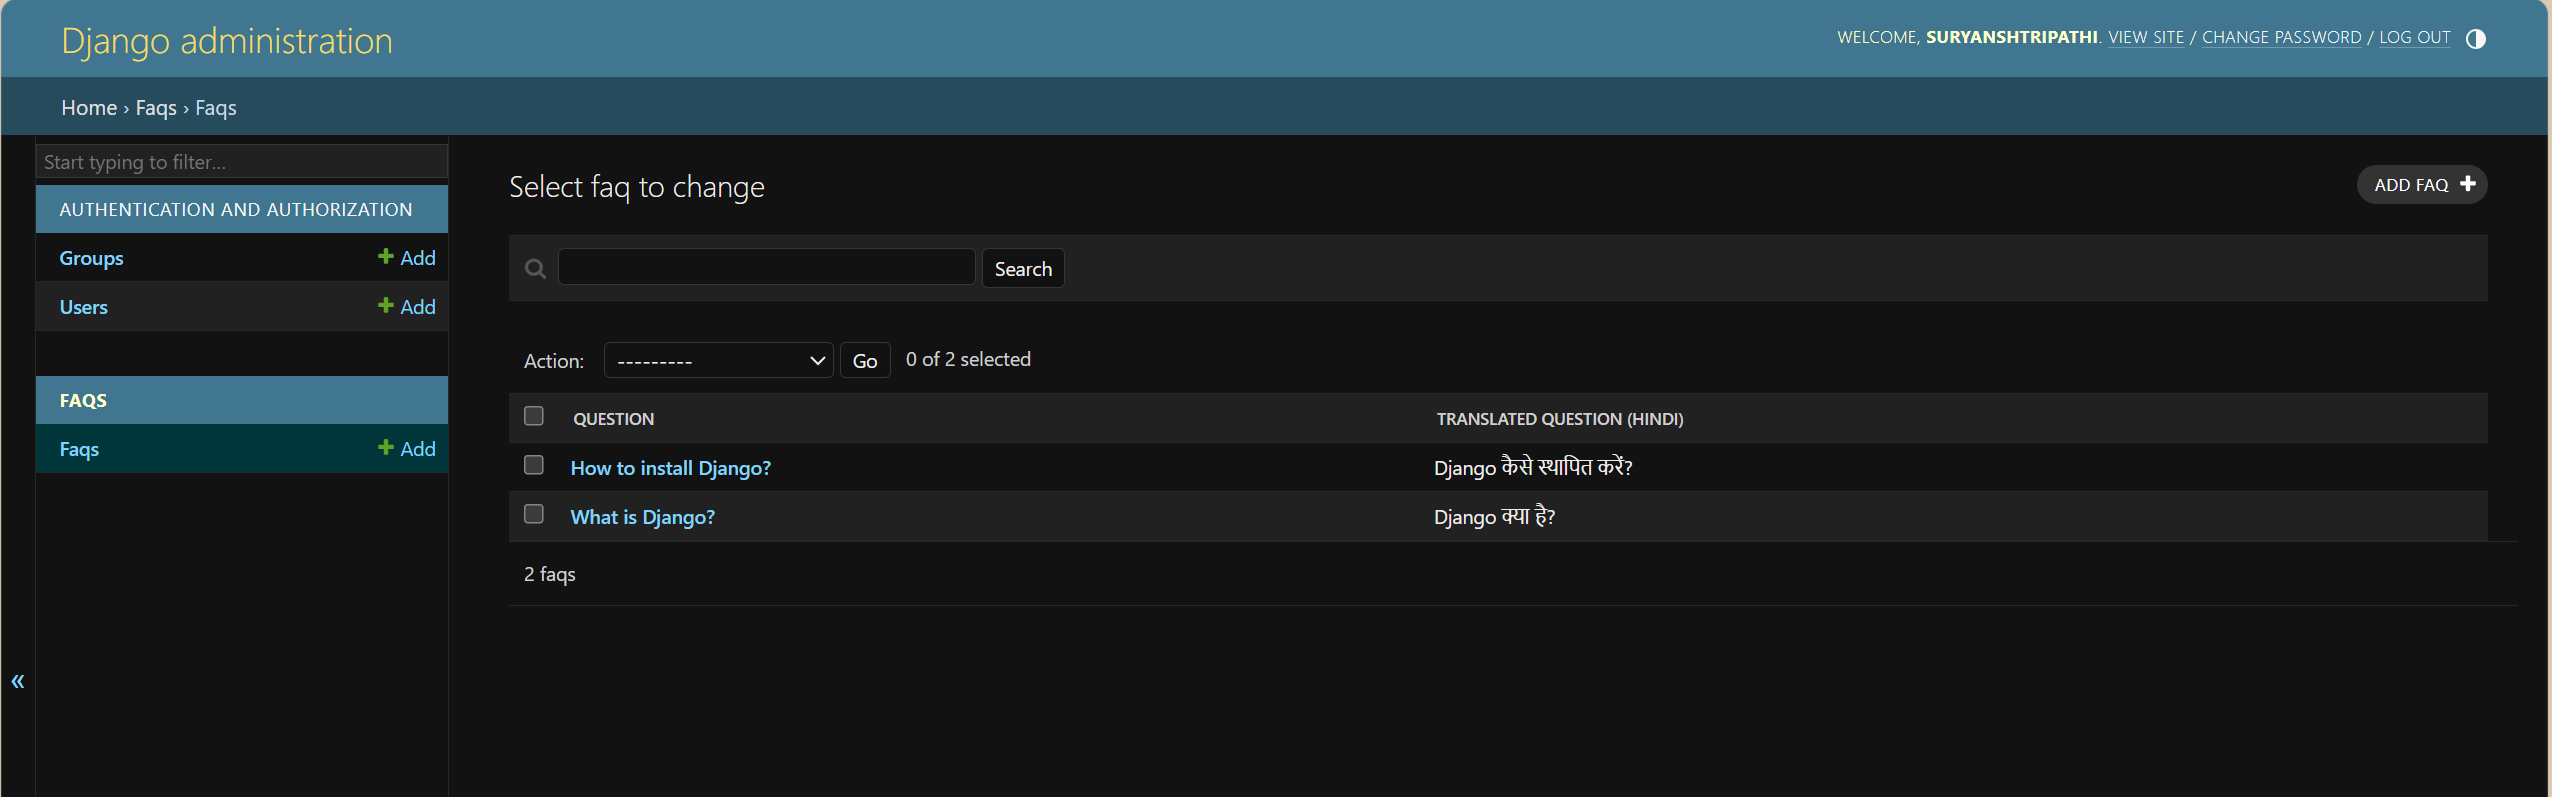 Django administration
WELCOME, SURYANSHTRIPATHI. VIEW SITE / CHANGE PASSWORD / LOG OUT
Home › Faqs › Faqs
Start typing to filter...
AUTHENTICATION AND AUTHORIZATION
Groups + Add
Users + Add
FAQS
Faqs + Add
«
Select faq to change
ADD FAQ +
Search
Action: --------- Go 0 of 2 selected
QUESTION TRANSLATED QUESTION (HINDI)
How to install Django? Django कैसे स्थापित करें?
What is Django? Django क्या है?
2 faqs